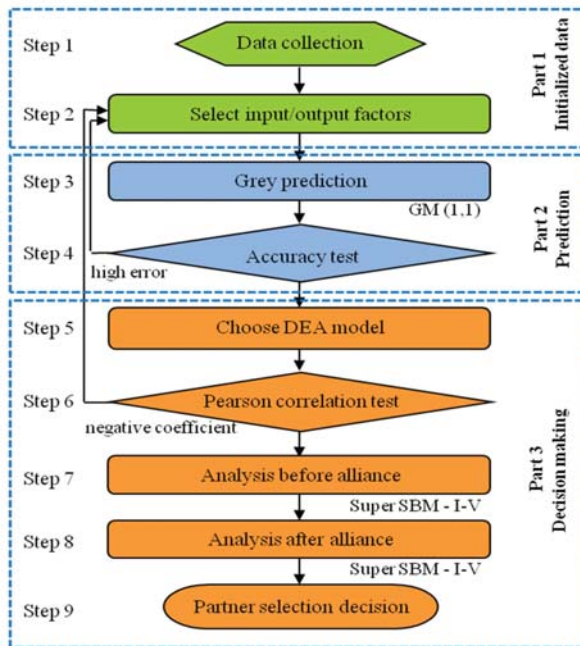 Step 1
Data collection
Part 1
Initialized data
Step 2
Select input/output factors
Step 3
Grey prediction
GM (1,1)
Part 2
Prediction
Step 4
Accuracy test
high error
Step 5
Choose DEA model
Step 6
Pearson correlation test
negative coefficient
Part 3
Decision making
Step 7
Analysis before alliance
Super SBM - I-V
Step 8
Analysis after alliance
Super SBM - I-V
Step 9
Partner selection decision